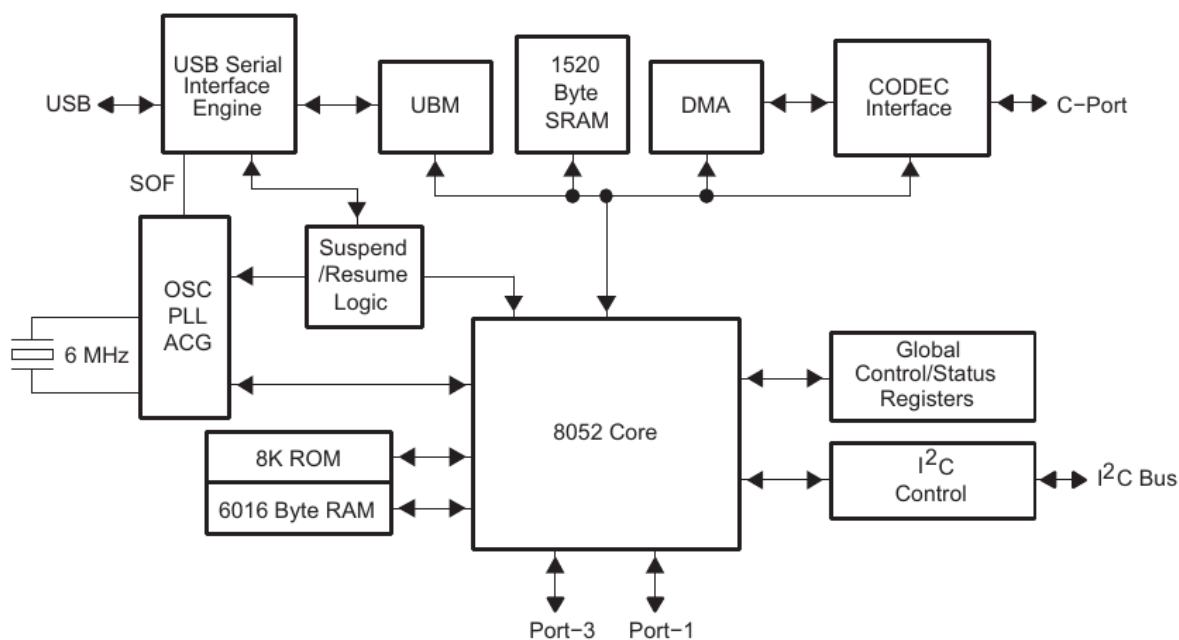 USB
USB Serial
Interface
Engine
UBM
1520
Byte
SRAM
DMA
CODEC
Interface
C−Port
SOF
OSC
PLL
ACG
6 MHz
Suspend
/Resume
Logic
8052 Core
Global
Control/Status
Registers
8K ROM
6016 Byte RAM
I²C
Control
I²C Bus
Port−3
Port−1